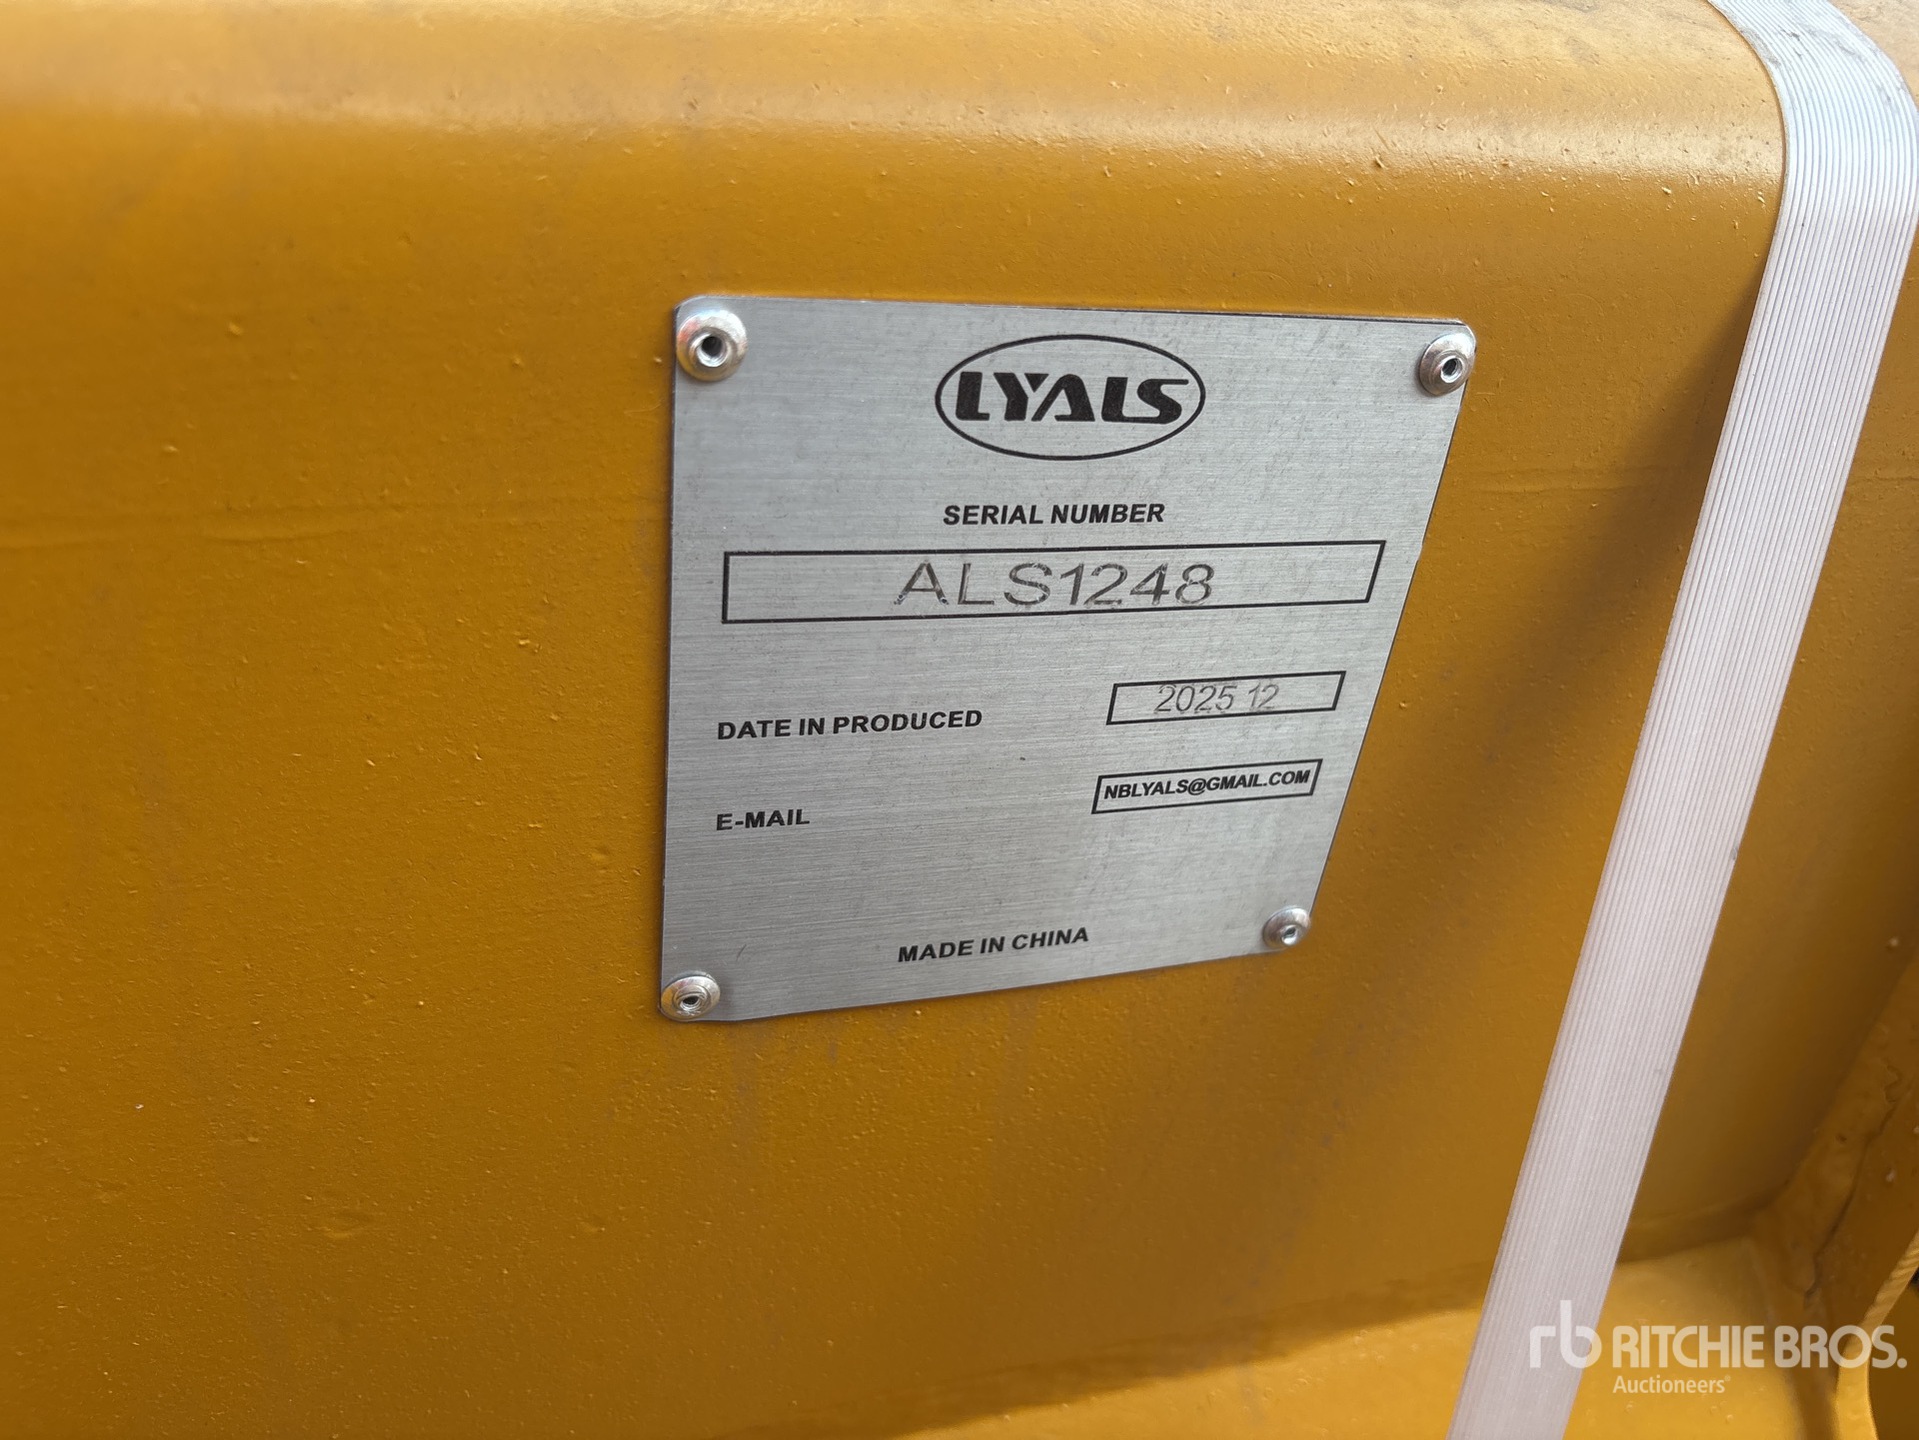 LYALS
SERIAL NUMBER
ALS1248
DATE IN PRODUCED 2025 12
E-MAIL NBLYALS@GMAIL.COM
MADE IN CHINA
rb RITCHIE BROS.
Auctioneers